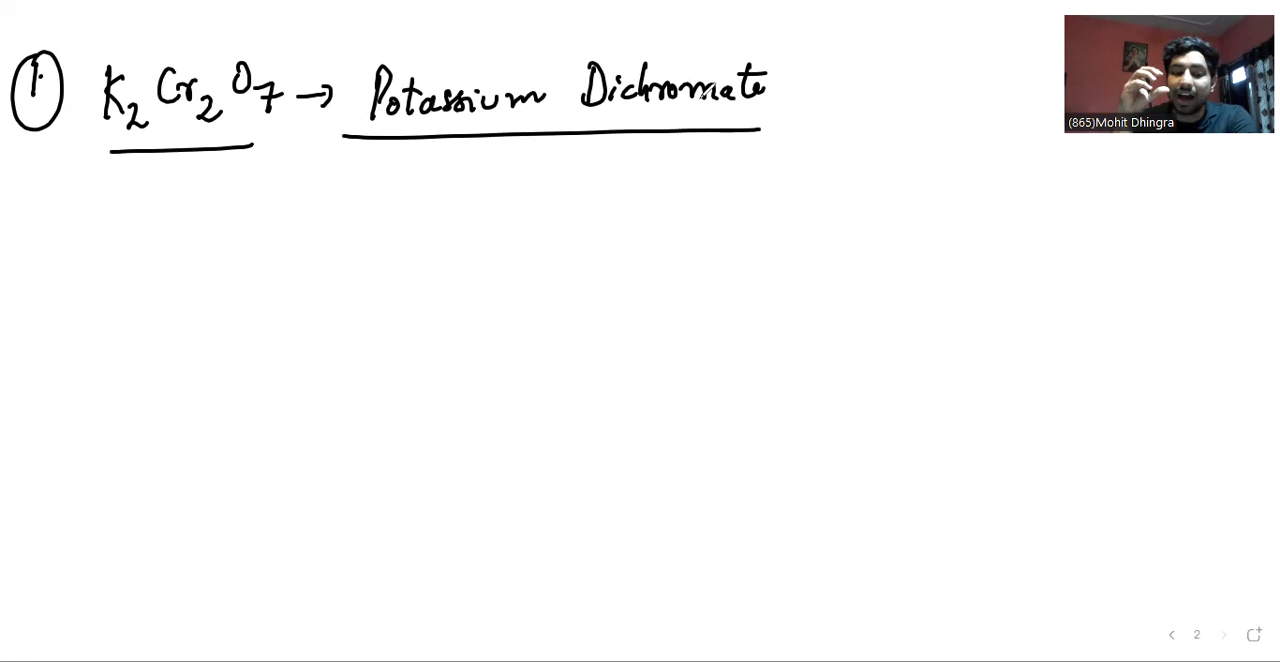 ① K₂Cr₂O₇ → Potassium Dichromate
(865)Mohit Dhingra
2